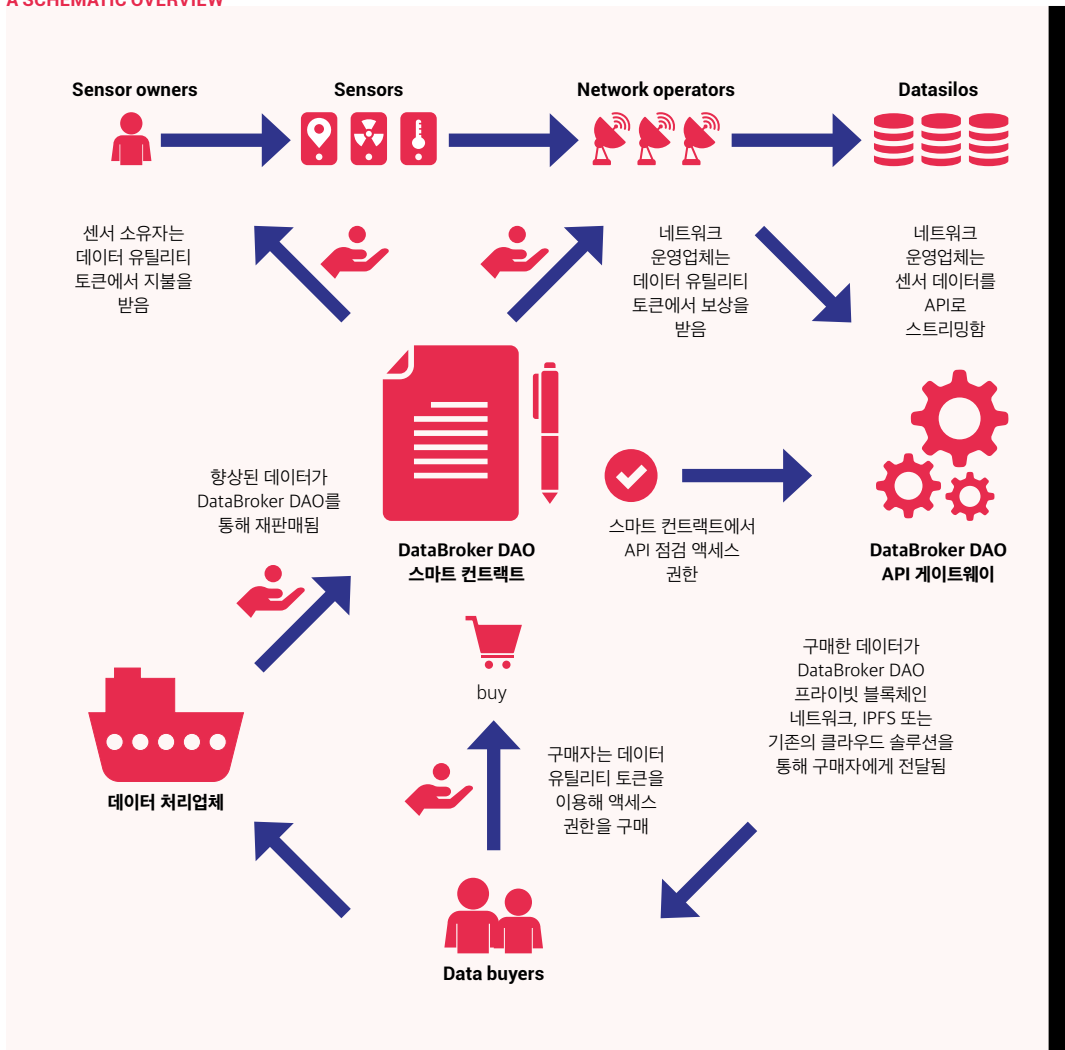 A SCHEMATIC OVERVIEW
Sensor owners
Sensors
Network operators
Datasilos
센서 소유자는
데이터 유틸리티
토큰에서 지불을
받음
네트워크
운영업체는
데이터 유틸리티
토큰에서 보상을
받음
네트워크
운영업체는
센서 데이터를
API로
스트리밍함
향상된 데이터가
DataBroker DAO를
통해 재판매됨
DataBroker DAO
스마트 컨트랙트
스마트 컨트랙트에서
API 점검 액세스
권한
DataBroker DAO
API 게이트웨이
buy
구매한 데이터가
DataBroker DAO
프라이빗 블록체인
네트워크, IPFS 또는
기존의 클라우드 솔루션을
통해 구매자에게 전달됨
구매자는 데이터
유틸리티 토큰을
이용해 액세스
권한을 구매
데이터 처리업체
Data buyers